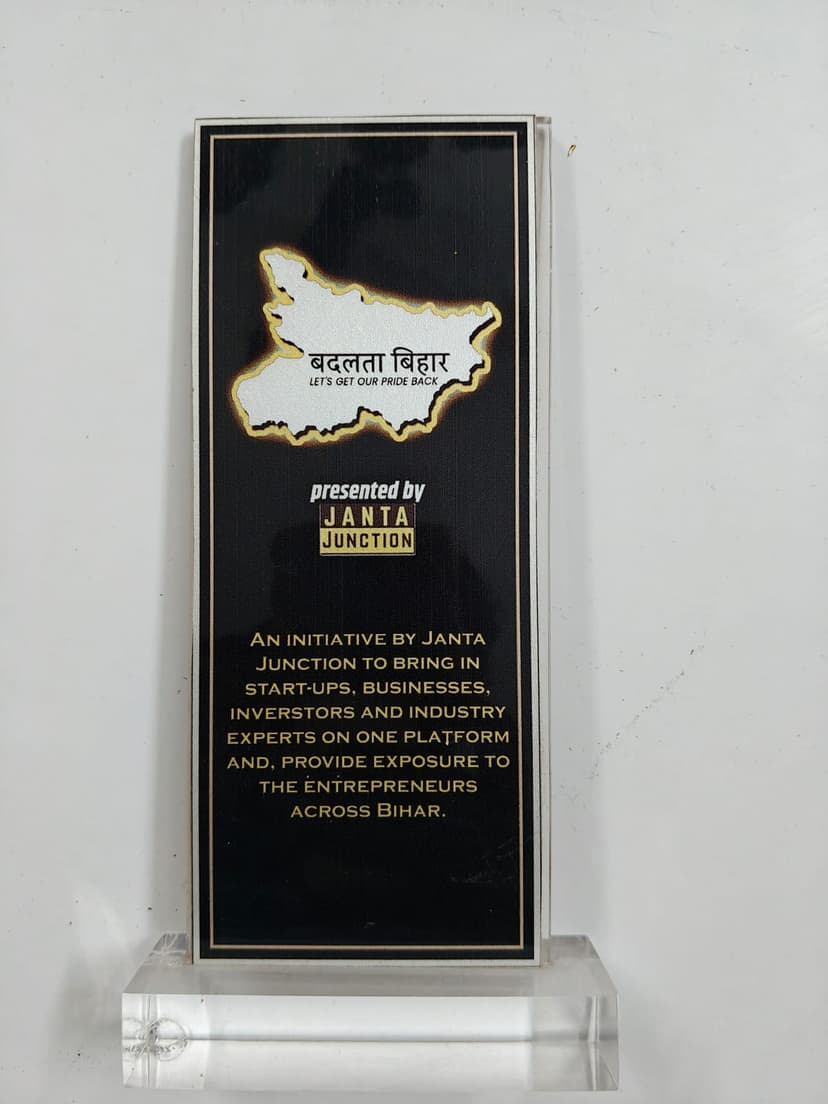 बदलता बिहार
LET'S GET OUR PRIDE BACK
presented by
JANTA
JUNCTION
AN INITIATIVE BY JANTA
JUNCTION TO BRING IN
START-UPS, BUSINESSES,
INVERSTORS AND INDUSTRY
EXPERTS ON ONE PLATFORM
AND, PROVIDE EXPOSURE TO
THE ENTREPRENEURS
ACROSS BIHAR.